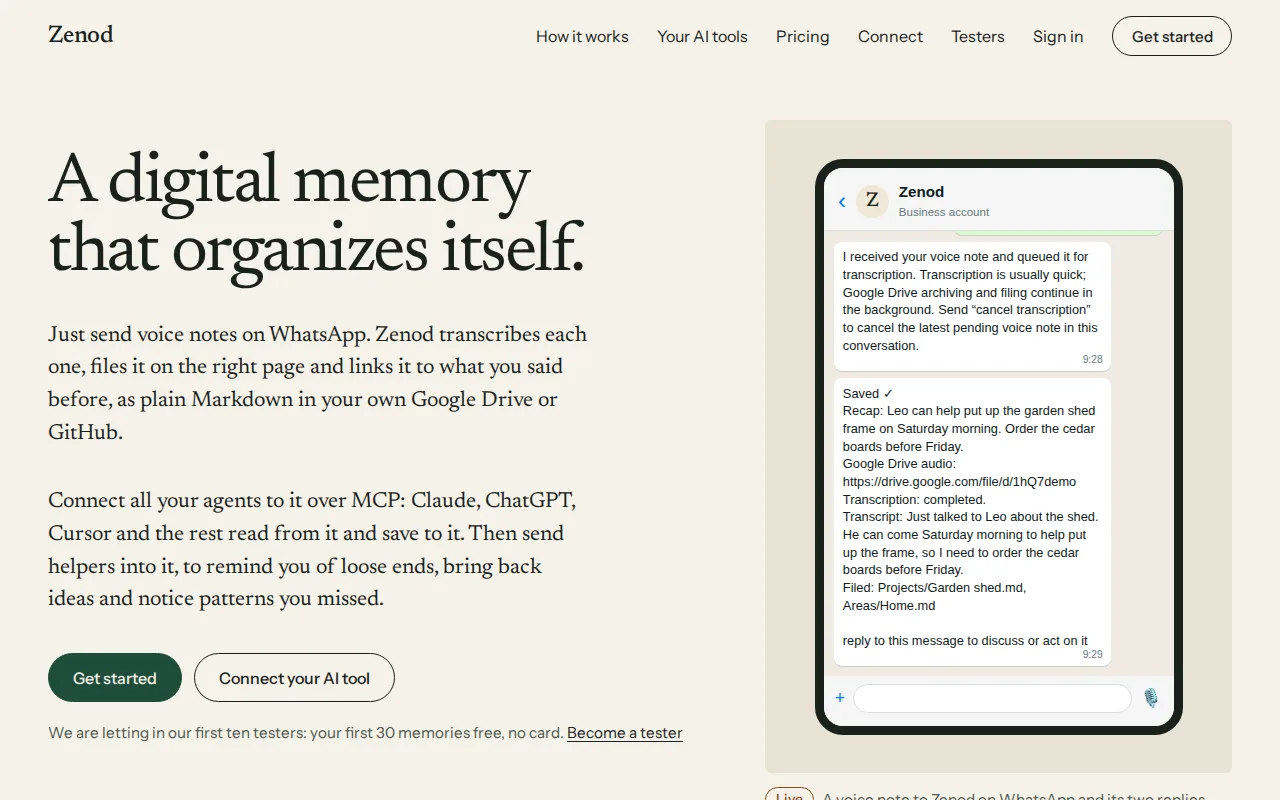 Zenod
How it works
Your AI tools
Pricing
Connect
Testers
Sign in
Get started
A digital memory
that organizes itself.
Just send voice notes on WhatsApp. Zenod transcribes each
one, files it on the right page and links it to what you said
before, as plain Markdown in your own Google Drive or
GitHub.
Connect all your agents to it over MCP: Claude, ChatGPT,
Cursor and the rest read from it and save to it. Then send
helpers into it, to remind you of loose ends, bring back
ideas and notice patterns you missed.
Get started
Connect your AI tool
We are letting in our first ten testers: your first 30 memories free, no card. Become a tester
‹
Z
Zenod
Business account
I received your voice note and queued it for
transcription. Transcription is usually quick;
Google Drive archiving and filing continue in
the background. Send “cancel transcription”
to cancel the latest pending voice note in this
conversation.
9:28
Saved ✓
Recap: Leo can help put up the garden shed
frame on Saturday morning. Order the cedar
boards before Friday.
Google Drive audio:
https://drive.google.com/file/d/1hQ7demo
Transcription: completed.
Transcript: Just talked to Leo about the shed.
He can come Saturday morning to help put
up the frame, so I need to order the cedar
boards before Friday.
Filed: Projects/Garden shed.md,
Areas/Home.md
reply to this message to discuss or act on it
9:29
+
Live
A voice note to Zenod on WhatsApp and its two replies